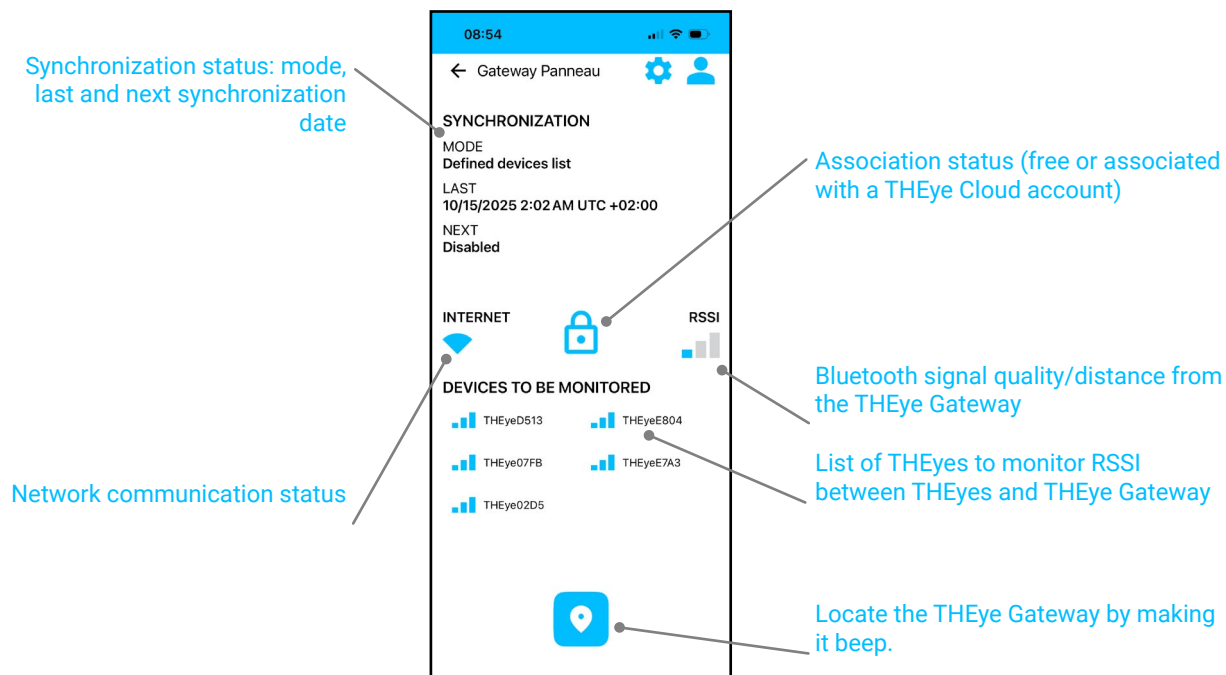 08:54
Gateway Panneau
Synchronization status: mode,
last and next synchronization
date
SYNCHRONIZATION
MODE
Defined devices list
LAST
10/15/2025 2:02 AM UTC +02:00
NEXT
Disabled
Association status (free or associated
with a THEye Cloud account)
INTERNET
RSSI
Bluetooth signal quality/distance from
the THEye Gateway
DEVICES TO BE MONITORED
THEyeD513
THEyeE804
THEye07FB
THEyeE7A3
THEye02D5
List of THEyes to monitor RSSI
between THEyes and THEye Gateway
Network communication status
Locate the THEye Gateway by making
it beep.